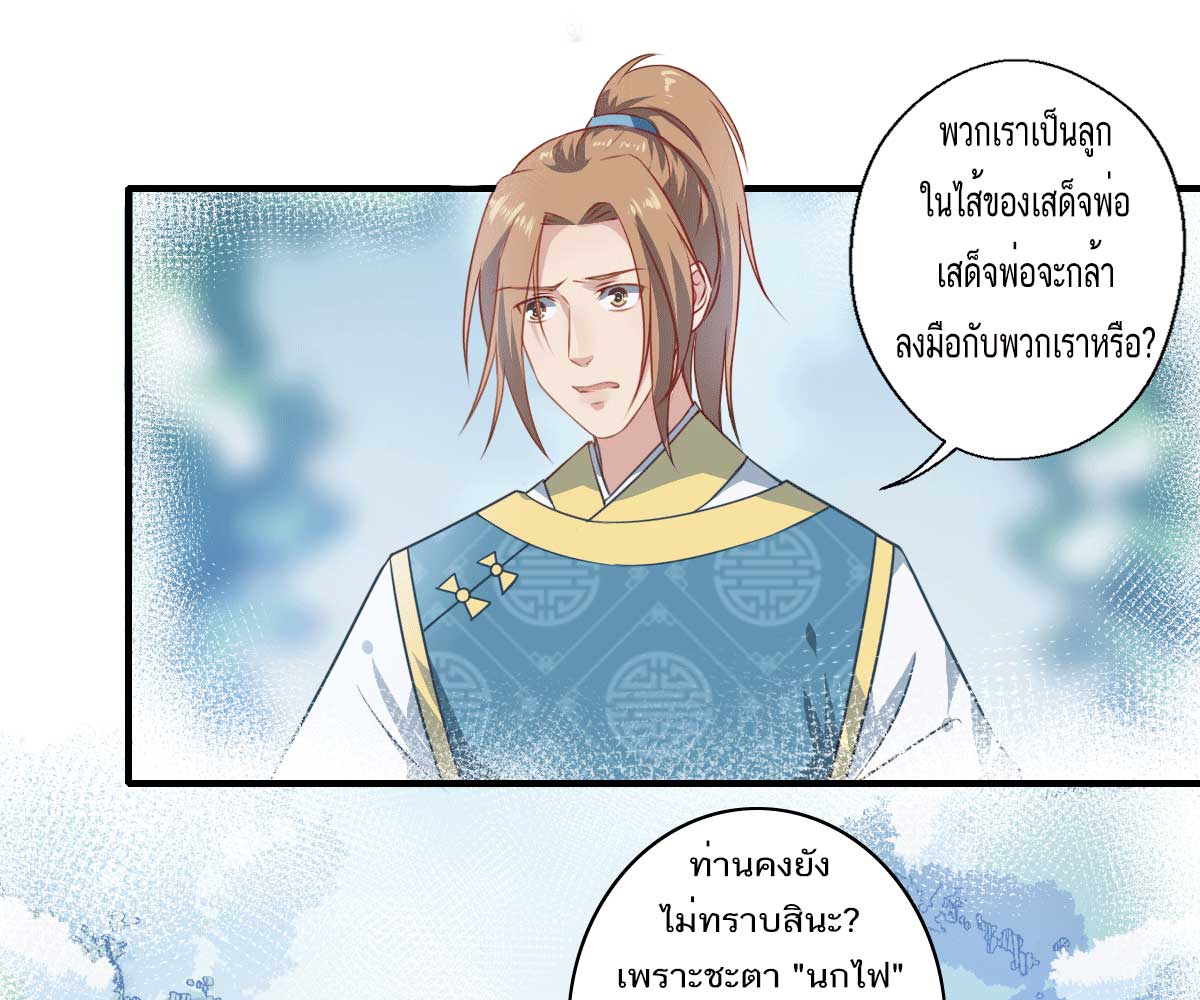 พวกเราเป็นลูก
ในไส้ของเสด็จพ่อ
เสด็จพ่อจะกล้า
ลงมือกับพวกเราหรือ?
ท่านคงยัง
ไม่ทราบสินะ?
เพราะชะตา "นกไฟ"